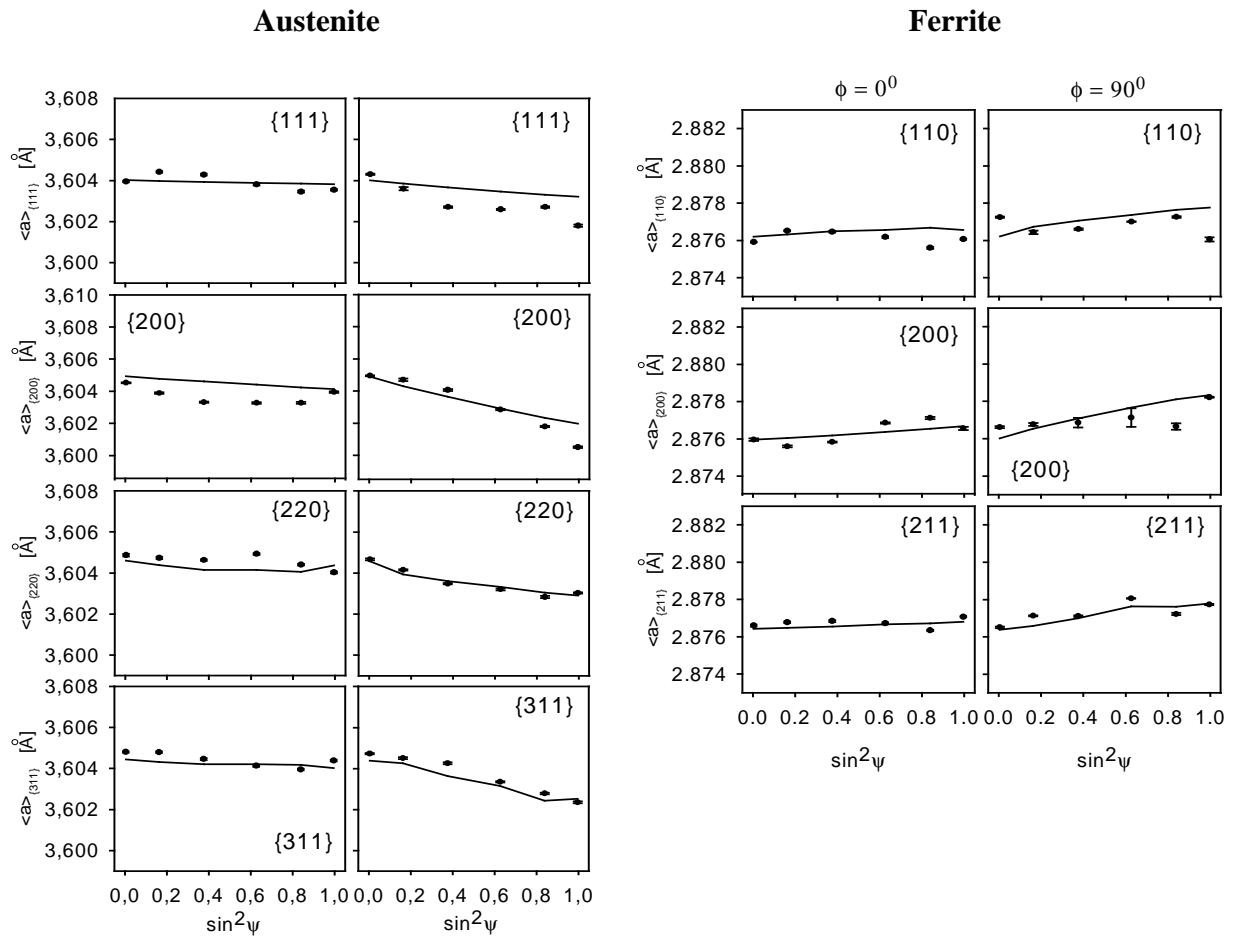 Austenite
Ferrite
ϕ = 0⁰
ϕ = 90⁰
3,608
3,606
3,604
3,602
3,600
<a>{111} [Å]
{111}
{111}
3,610
3,608
3,606
3,604
3,602
3,600
<a>{200} [Å]
{200}
{200}
3,608
3,606
3,604
3,602
3,600
<a>{220} [Å]
{220}
{220}
3,608
3,606
3,604
3,602
3,600
<a>{311} [Å]
{311}
{311}
0,0 0,2 0,4 0,6 0,8 1,0
0,0 0,2 0,4 0,6 0,8 1,0
sin²ψ
sin²ψ
2.882
2.880
2.878
2.876
2.874
<a>{110} [Å]
{110}
{110}
2.882
2.880
2.878
2.876
2.874
<a>{200} [Å]
{200}
{200}
2.882
2.880
2.878
2.876
2.874
<a>{211} [Å]
{211}
{211}
0.0 0.2 0.4 0.6 0.8 1.0
0.0 0.2 0.4 0.6 0.8 1.0
sin²ψ
sin²ψ